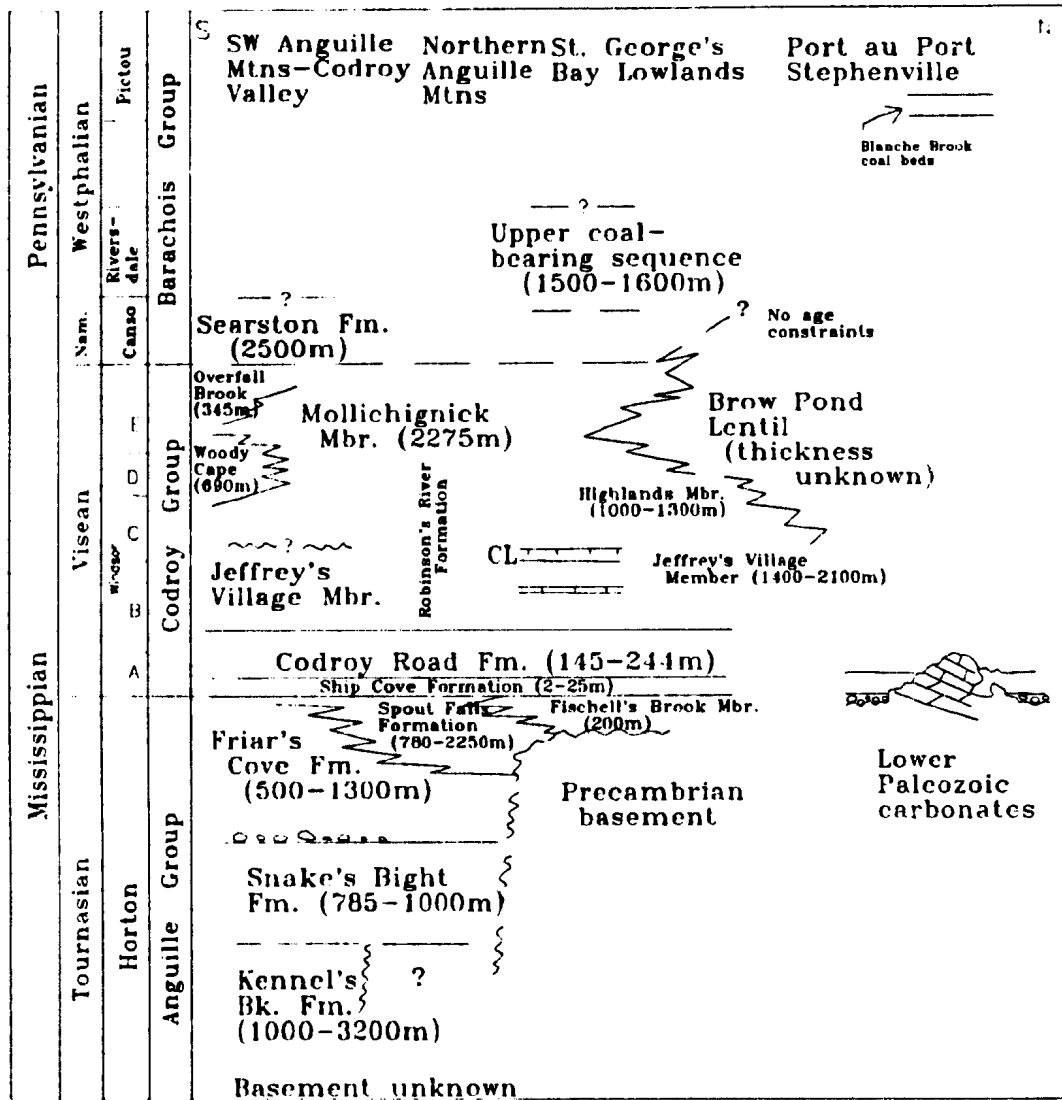 S
SW Anguille
Mtns-Codroy
Valley
Northern
Anguille
Mtns
St. George's
Bay Lowlands
Port au Port
Stephenville
Blanche Brook
coal beds
Pennsylvanian
Mississippian
Westphalian
Nam.
Visean
Tournasian
Pictou
Rivers-
dale
Canso
Windsor
E
D
C
B
A
Horton
Barachois Group
Codroy Group
Anguille Group
?
Upper coal-
bearing sequence
(1500-1600m)
?
Searston Fm.
(2500m)
?
No age
constraints
Overfall
Brook
(345m)
Mollichignick
Mbr. (2275m)
Brow Pond
Lentil
(thickness
unknown)
Woody
Cape
(690m)
Robinson's River
Formation
Highlands Mbr.
(1000-1300m)
?
Jeffrey's
Village Mbr.
CL
Jeffrey's Village
Member (1400-2100m)
Codroy Road Fm. (145-244m)
Ship Cove Formation (2-25m)
Spout Falls
Formation
(780-2250m)
Fischell's Brook Mbr.
(200m)
Friar's
Cove Fm.
(500-1300m)
Precambrian
basement
Lower
Palcozoic
carbonates
Snake's Bight
Fm. (785-1000m)
Kennel's
Bk. Fm.
(1000-3200m)
?
Basement unknown